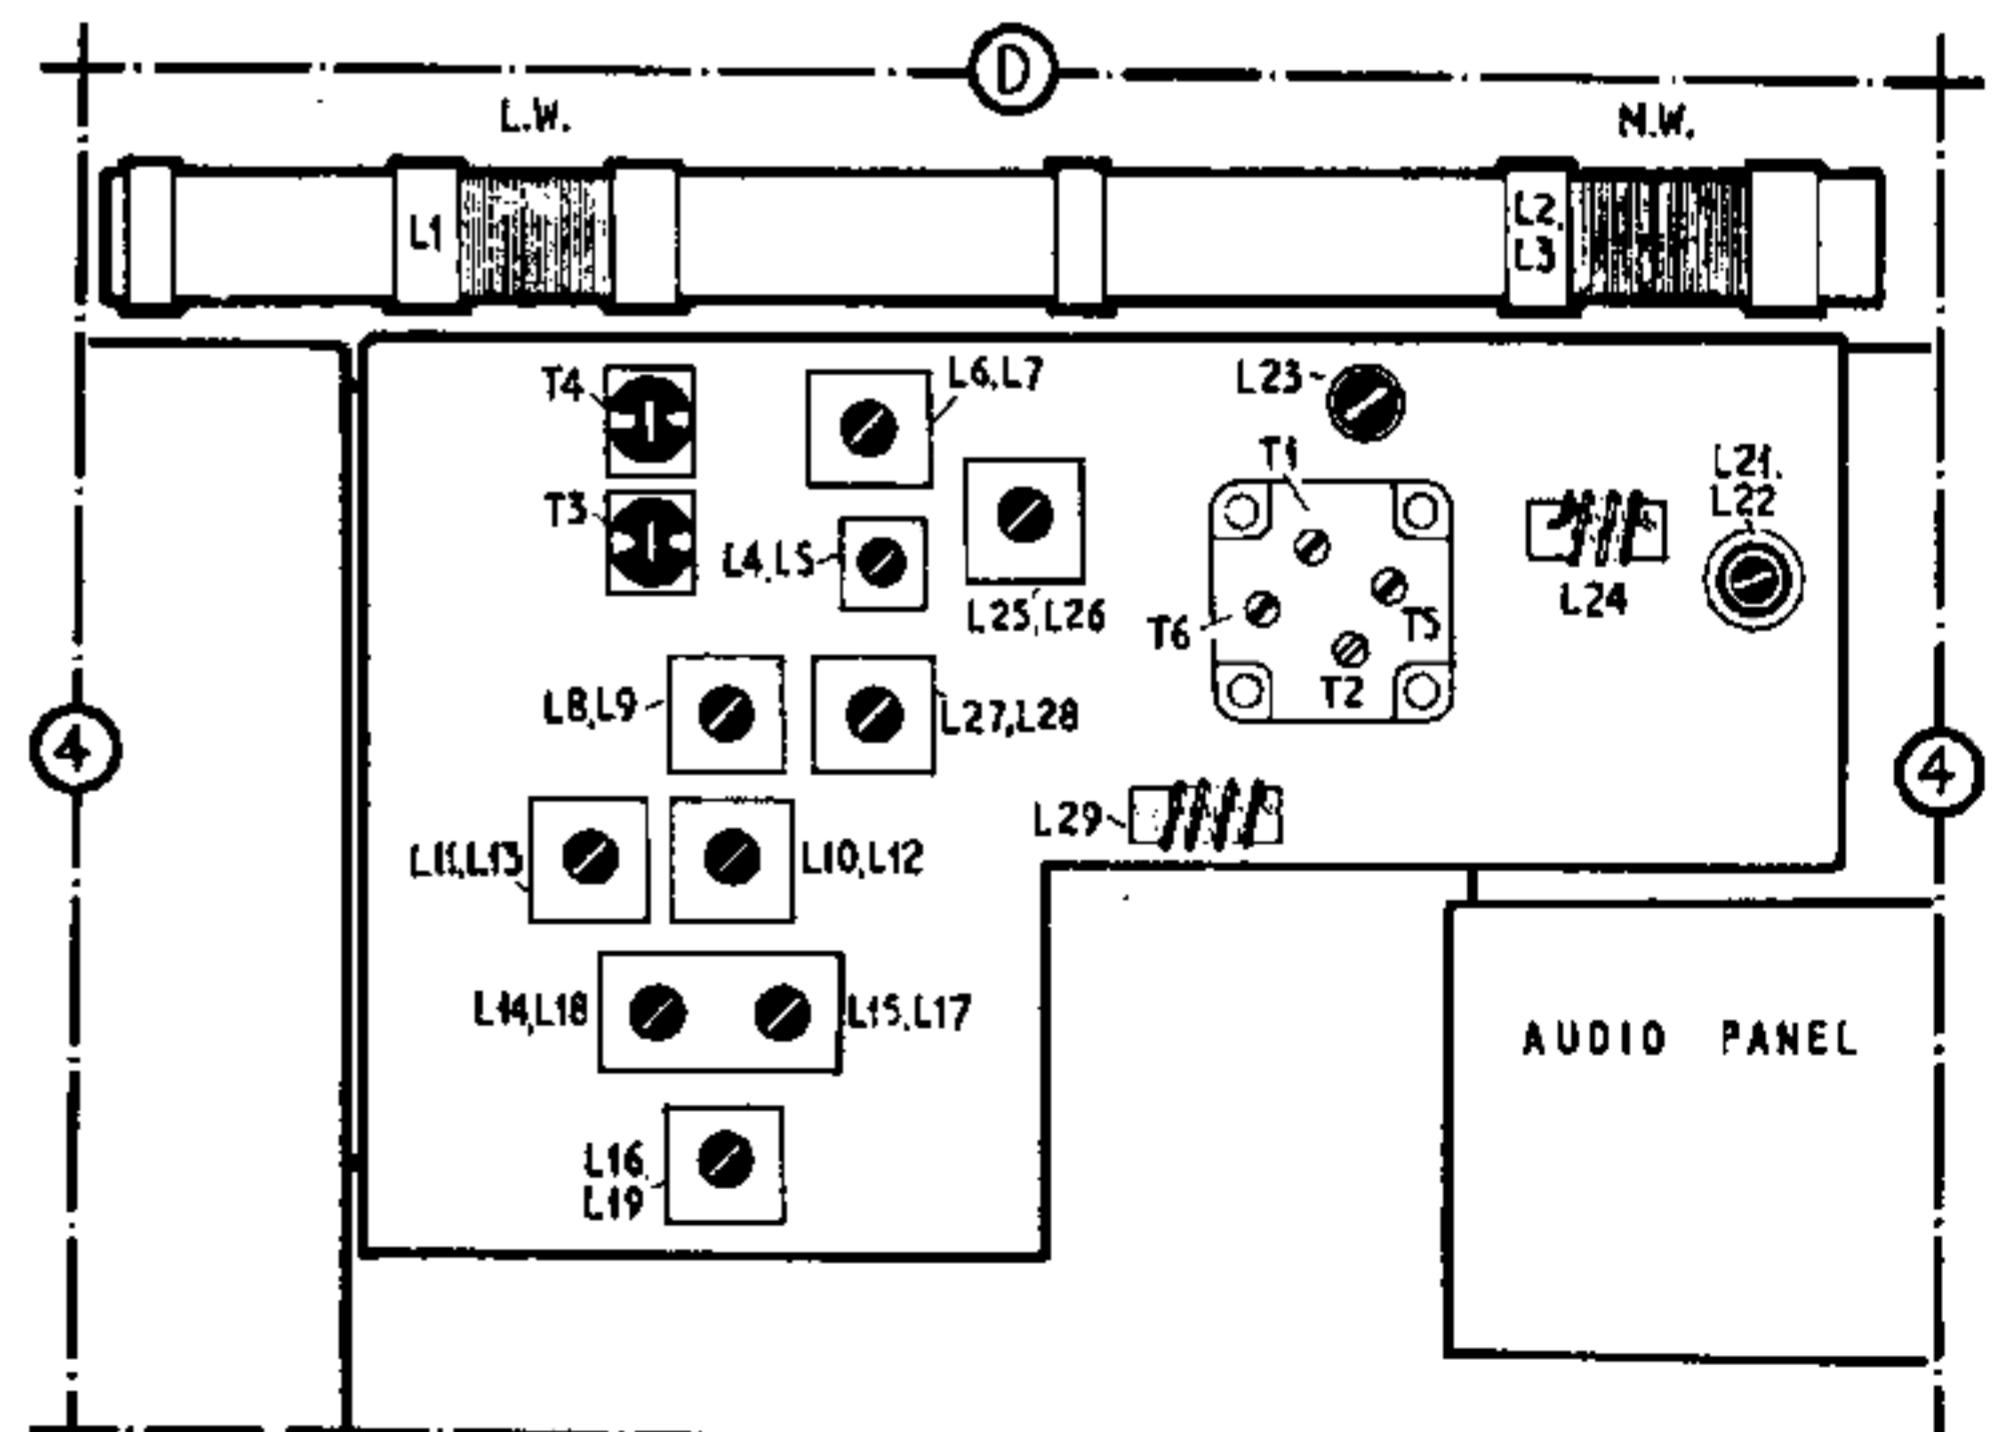 D
L.W.
M.W.
L1
L2,
L3
T4
L6,L7
L23
T1
L21,
L22
T3
L4,L5
L25,L26
L24
T6
T5
T2
L8,L9
L27,L28
4
4
L29
L11,L13
L10,L12
L14,L18
L15,L17
AUDIO PANEL
L16,
L19